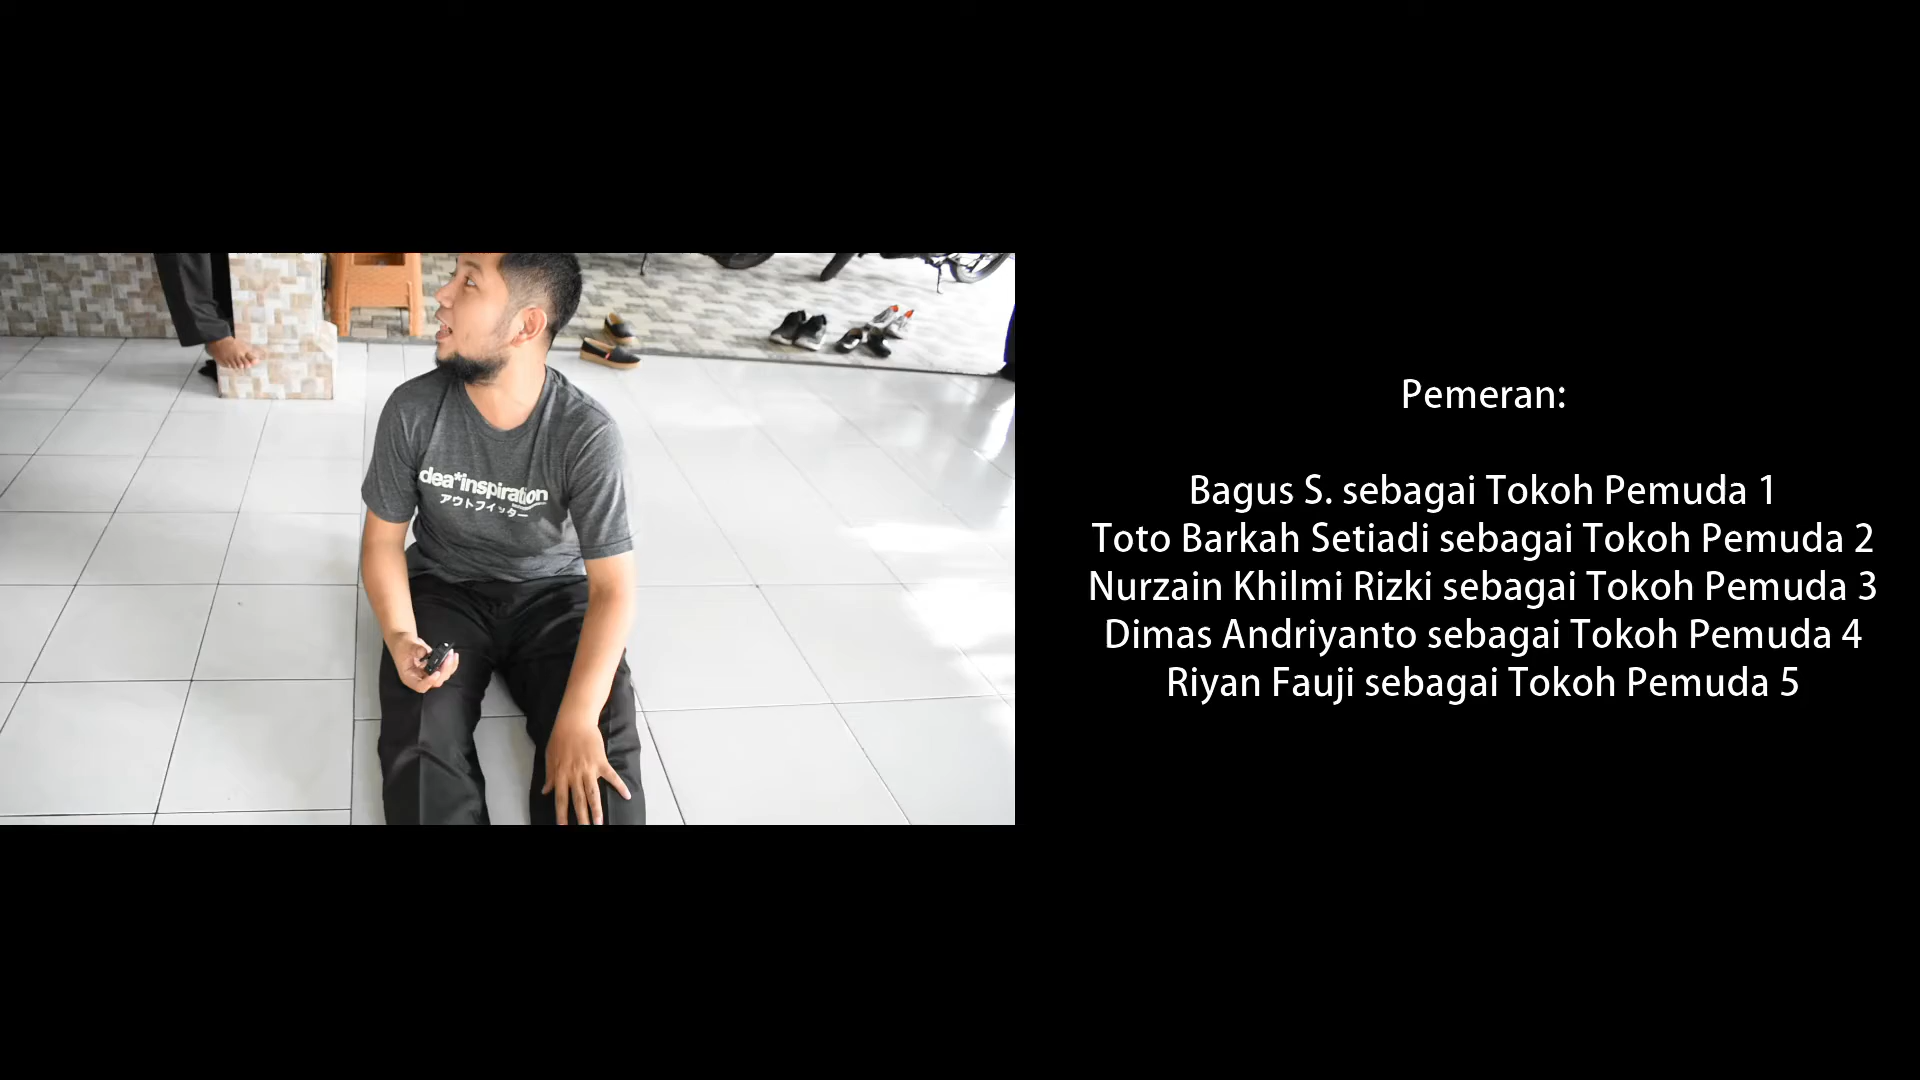 dea*inspiration
アウトフィッター
Pemeran:
Bagus S. sebagai Tokoh Pemuda 1
Toto Barkah Setiadi sebagai Tokoh Pemuda 2
Nurzain Khilmi Rizki sebagai Tokoh Pemuda 3
Dimas Andriyanto sebagai Tokoh Pemuda 4
Riyan Fauji sebagai Tokoh Pemuda 5